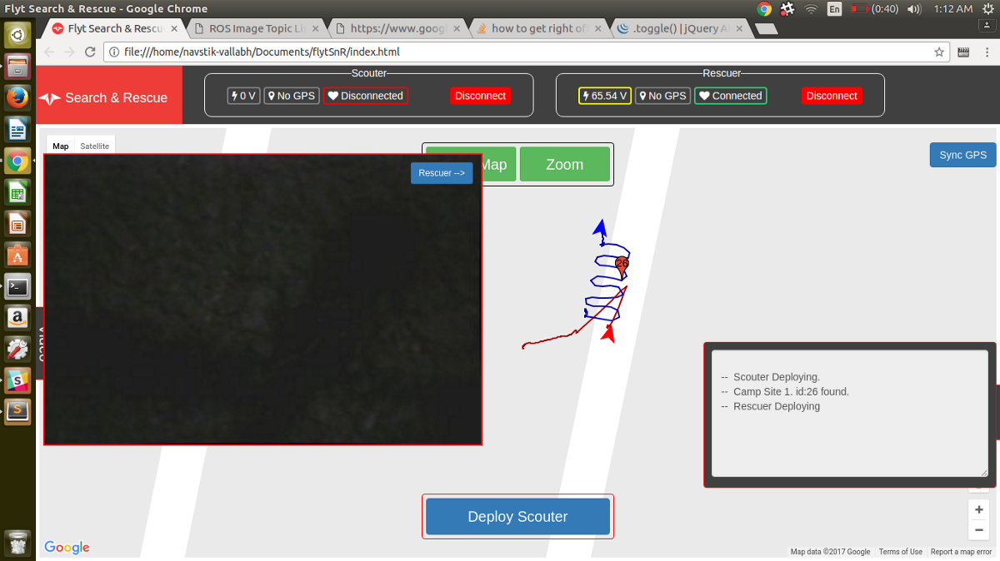 Flyt Search & Rescue - Google Chrome
En
(0:40)
1:12 AM
Flyt Search & Rescu
ROS Image Topic Lis
https://www.goog
how to get right of
.toggle() | jQuery A
file:///home/navstik-vallabh/Documents/flytSnR/index.html
Search & Rescue
Scouter
0 V
No GPS
Disconnected
Disconnect
Rescuer
65.54 V
No GPS
Connected
Disconnect
Map
Satellite
Map
Zoom
Sync GPS
Rescuer -->
26
-- Scouter Deploying.
-- Camp Site 1. id:26 found.
-- Rescuer Deploying
Deploy Scouter
+
−
Google
Map data ©2017 Google
Terms of Use
Report a map error